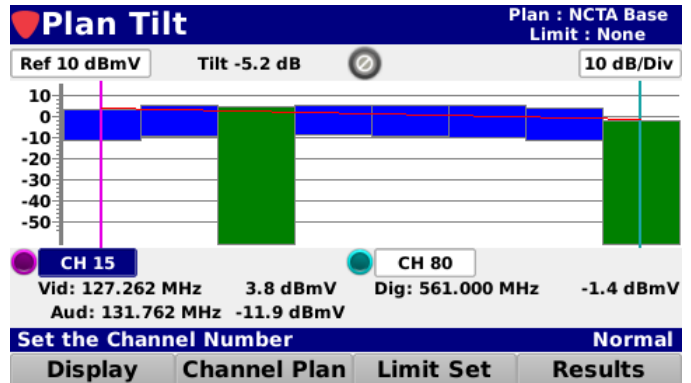 Plan Tilt
Plan : NCTA Base
Limit : None
Ref 10 dBmV Tilt -5.2 dB 10 dB/Div
10
0
-10
-20
-30
-40
-50
CH 15 CH 80
Vid: 127.262 MHz 3.8 dBmV Dig: 561.000 MHz -1.4 dBmV
Aud: 131.762 MHz -11.9 dBmV
Set the Channel Number Normal
Display Channel Plan Limit Set Results